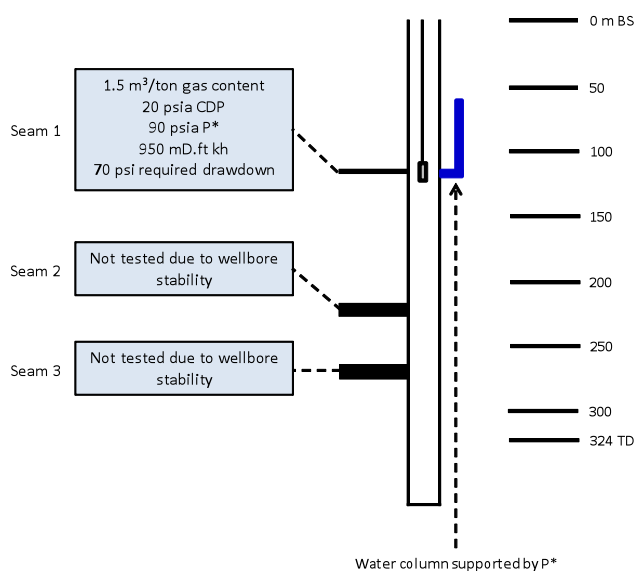 0 m BS
1.5 m³/ton gas content
20 psia CDP
90 psia P*
950 mD.ft kh
70 psi required drawdown
Seam 1
50
100
150
Seam 2
Not tested due to wellbore
stability
200
250
Seam 3
Not tested due to wellbore
stability
300
324 TD
Water column supported by P*